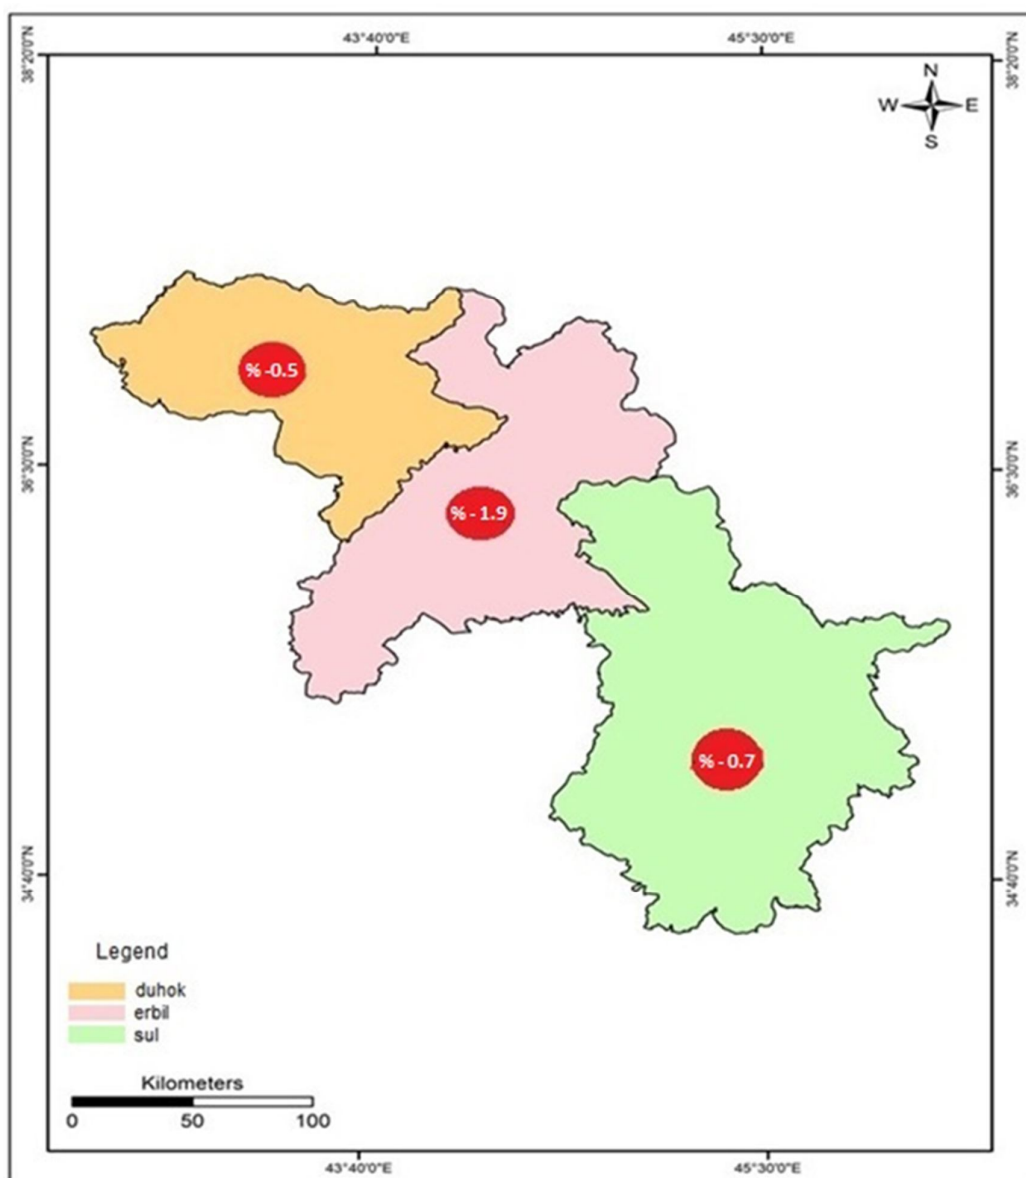 43°40'0"E 45°30'0"E
38°20'0"N 38°20'0"N
N
W E
S
% -0.5
36°30'0"N 36°30'0"N
% - 1.9
% - 0.7
34°40'0"N 34°40'0"N
Legend
duhok
erbil
sul
Kilometers
0 50 100
43°40'0"E 45°30'0"E